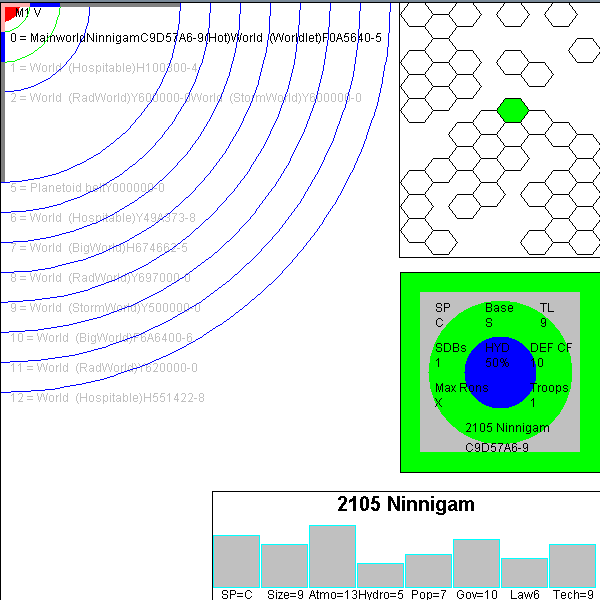 M1 V
0 = MainworldNinnigamC9D57A6-9(Hot)World (Worldlet)F0A5640-5
1 = World (Hospitable)H100300-4
2 = World (RadWorld)Y600000-0World (StormWorld)Y600000-0
5 = Planetoid beltY000000-0
6 = World (Hospitable)Y49A373-8
7 = World (BigWorld)H674662-5
8 = World (RadWorld)Y697000-0
9 = World (StormWorld)Y500000-0
10 = World (BigWorld)F6A6400-6
11 = World (RadWorld)Y620000-0
12 = World (Hospitable)H551422-8
SP Base TL
C S 9
SDBs HYD DEF CF
1 50% 0
Max R Troops
X 1
2105 Ninnigam
C9D57A6-9
2105 Ninnigam
SP=C Size=9 Atmo=13 Hydro=5 Pop=7 Gov=10 Law6 Tech=9